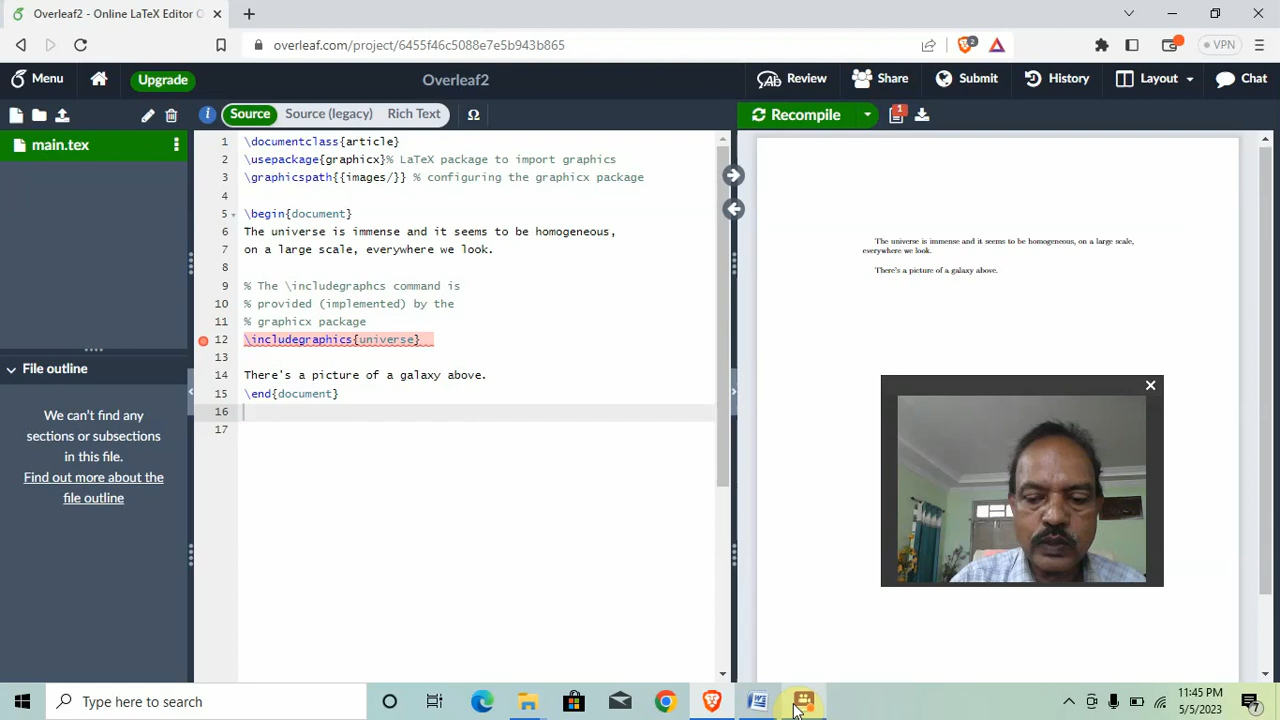 Overleaf2 - Online LaTeX Editor O
overleaf.com/project/6455f46c5088e7e5b943b865
2
VPN
Menu
Upgrade
Overleaf2
Review
Share
Submit
History
Layout
Chat
Source
Source (legacy)
Rich Text
Ω
Recompile
1
main.tex
1 \documentclass{article}
2 \usepackage{graphicx}% LaTeX package to import graphics
3 \graphicspath{{images/}} % configuring the graphicx package
4
5 \begin{document}
6 The universe is immense and it seems to be homogeneous,
7 on a large scale, everywhere we look.
8
9 % The \includegraphcs command is
10 % provided (implemented) by the
11 % graphicx package
12 \includegraphics{universe}
13
14 There's a picture of a galaxy above.
15 \end{document}
16
17
File outline
We can't find any
sections or subsections
in this file.
Find out more about the
file outline
The universe is immense and it seems to be homogeneous, on a large scale,
everywhere we look.
There's a picture of a galaxy above.
Type here to search
11:45 PM
5/5/2023
7